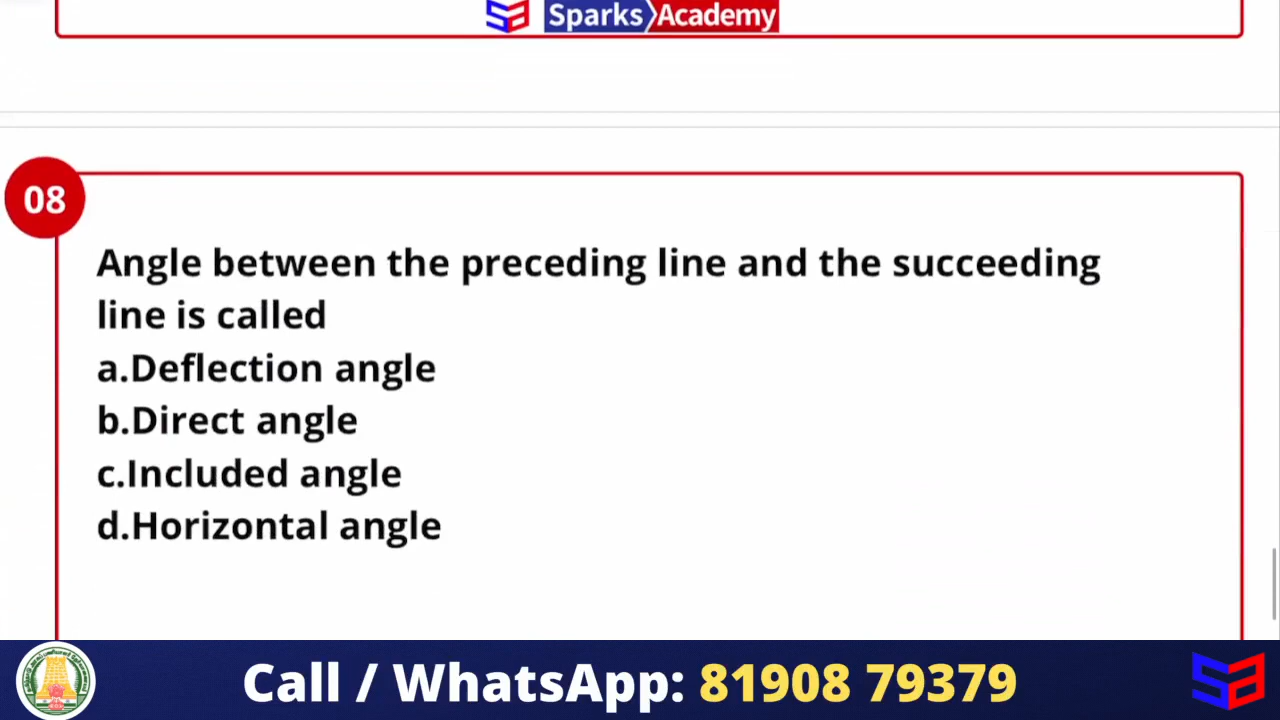 Sparks Academy
08
Angle between the preceding line and the succeeding
line is called
a.Deflection angle
b.Direct angle
c.Included angle
d.Horizontal angle
Call / WhatsApp: 81908 79379